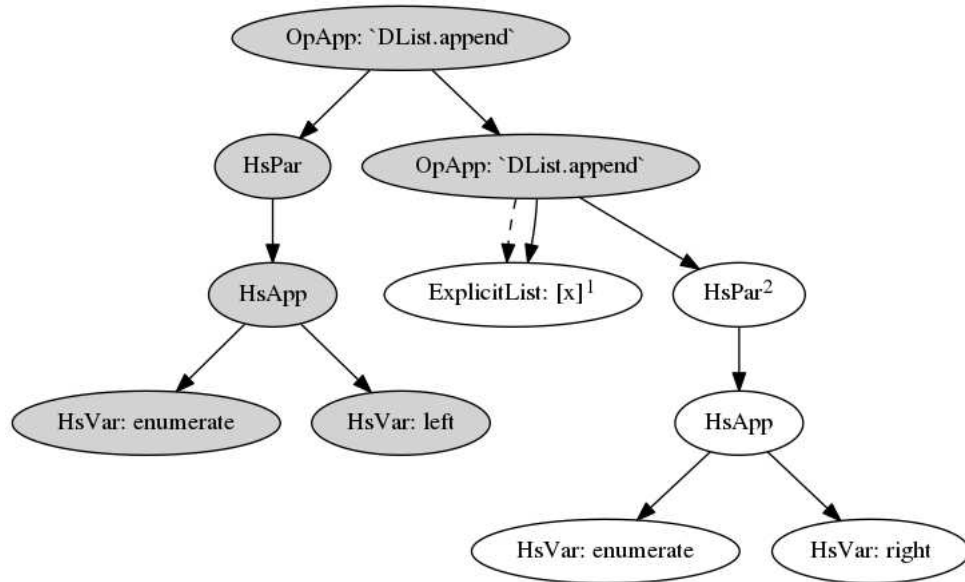 OpApp: `DList.append`
HsPar
OpApp: `DList.append`
HsApp
ExplicitList: [x]1
HsPar2
HsVar: enumerate
HsVar: left
HsApp
HsVar: enumerate
HsVar: right